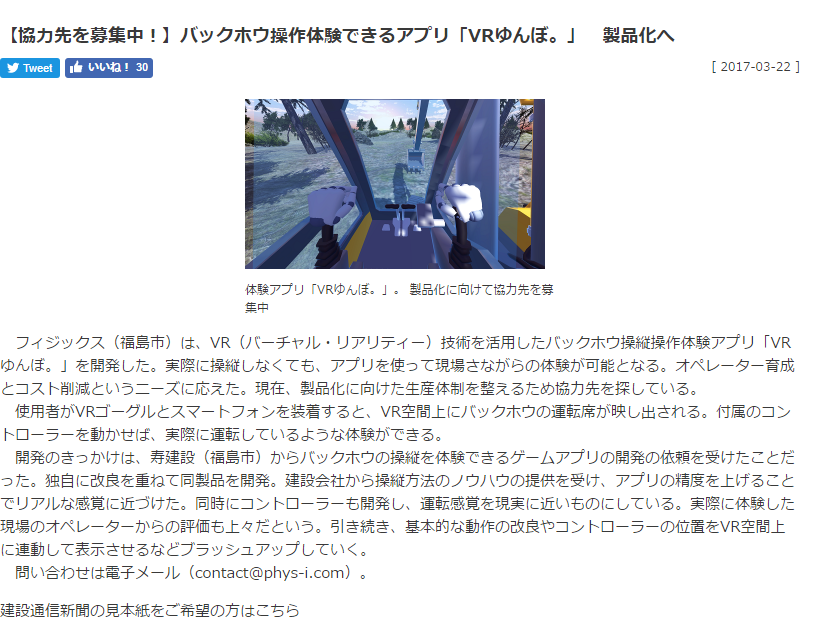 【協力先を募集中！】バックホウ操作体験できるアプリ「VRゆんぼ。」　製品化へ
Tweet
いいね！ 30
[ 2017-03-22 ]
体験アプリ「VRゆんぼ。」。 製品化に向けて協力先を募
集中
　フィジックス（福島市）は、VR（バーチャル・リアリティー）技術を活用したバックホウ操縦操作体験アプリ「VR
ゆんぼ。」を開発した。実際に操縦しなくても、アプリを使って現場さながらの体験が可能となる。オペレーター育成
とコスト削減というニーズに応えた。現在、製品化に向けた生産体制を整えるため協力先を探している。
　使用者がVRゴーグルとスマートフォンを装着すると、VR空間上にバックホウの運転席が映し出される。付属のコン
トローラーを動かせば、実際に運転しているような体験ができる。
　開発のきっかけは、寿建設（福島市）からバックホウの操縦を体験できるゲームアプリの開発の依頼を受けたことだ
った。独自に改良を重ねて同製品を開発。建設会社から操縦方法のノウハウの提供を受け、アプリの精度を上げること
でリアルな感覚に近づけた。同時にコントローラーも開発し、運転感覚を現実に近いものにしている。実際に体験した
現場のオペレーターからの評価も上々だという。引き続き、基本的な動作の改良やコントローラーの位置をVR空間上
に連動して表示させるなどブラッシュアップしていく。
　問い合わせは電子メール（contact@phys-i.com）。
建設通信新聞の見本紙をご希望の方はこちら